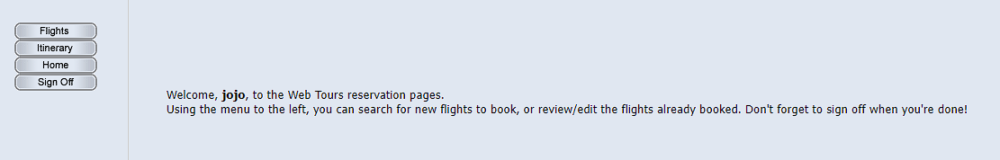 Flights
Itinerary
Home
Sign Off
Welcome, jojo, to the Web Tours reservation pages.
Using the menu to the left, you can search for new flights to book, or review/edit the flights already booked. Don't forget to sign off when you're done!